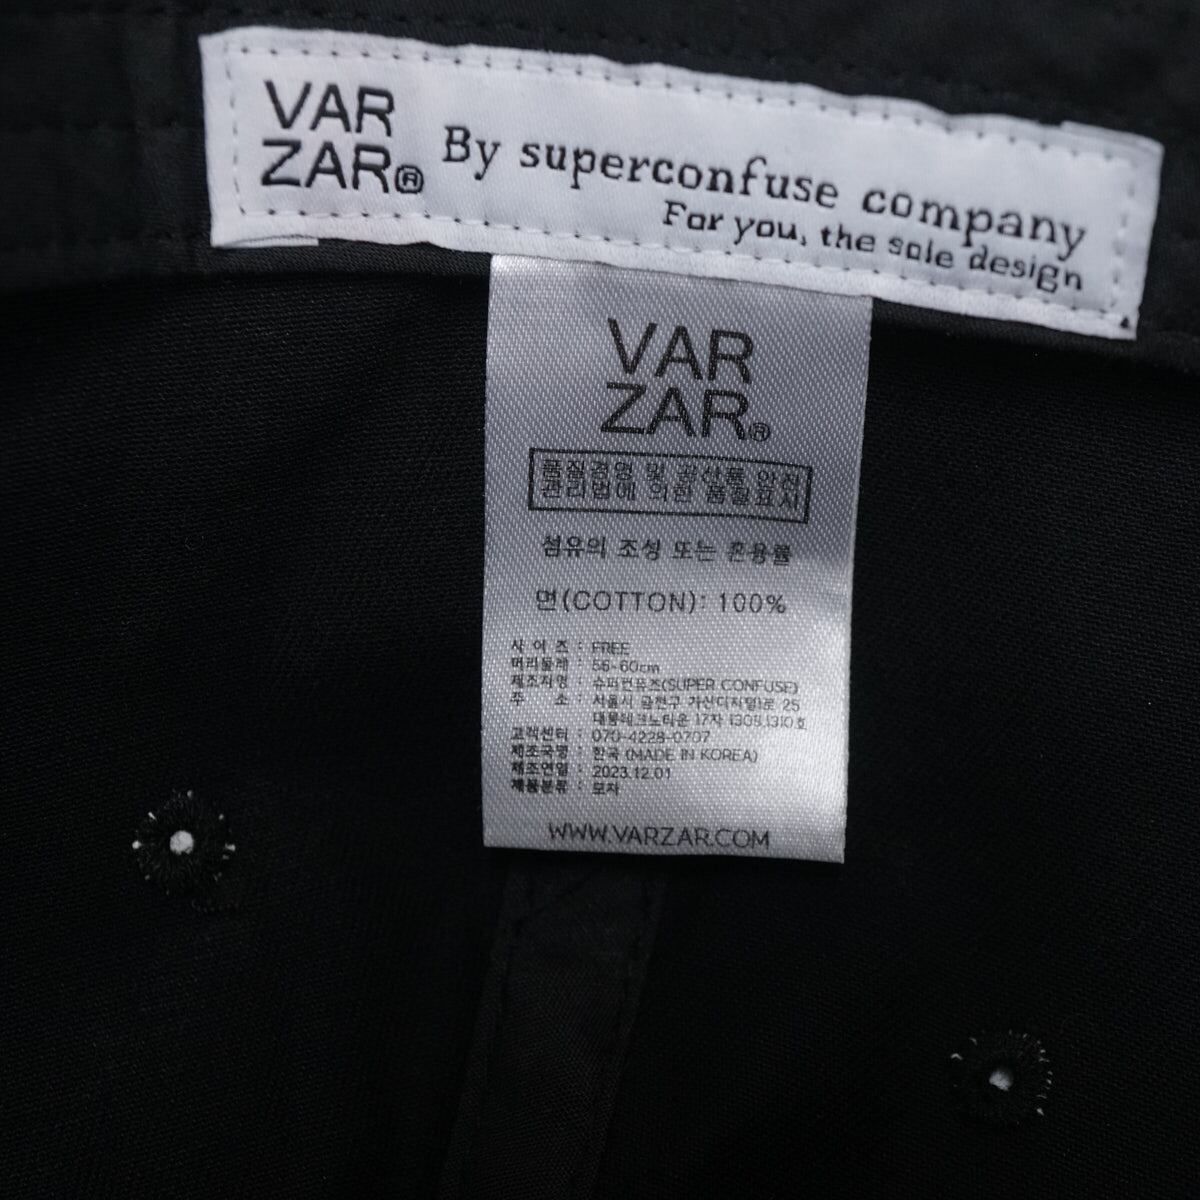 VAR
ZAR®
By superconfuse company
For you, the sole design
VAR
ZAR®
품질경영 및 공산품 안전
관리법에 의한 품질표시
섬유의 조성 또는 혼용률
면(COTTON): 100%
사 이 즈 : FREE
머리둘레 : 56-60cm
제조자명 : 수퍼컨퓨즈(SUPER CONFUSE)
주 소 : 서울시 금천구 가산디지털1로 25
대륭테크노타운 17차 1309,1310호
고객센터 : 070-4228-0707
제조국명 : 한국 (MADE IN KOREA)
제조연월 : 2023.12.01
제품분류 : 모자
WWW.VARZAR.COM